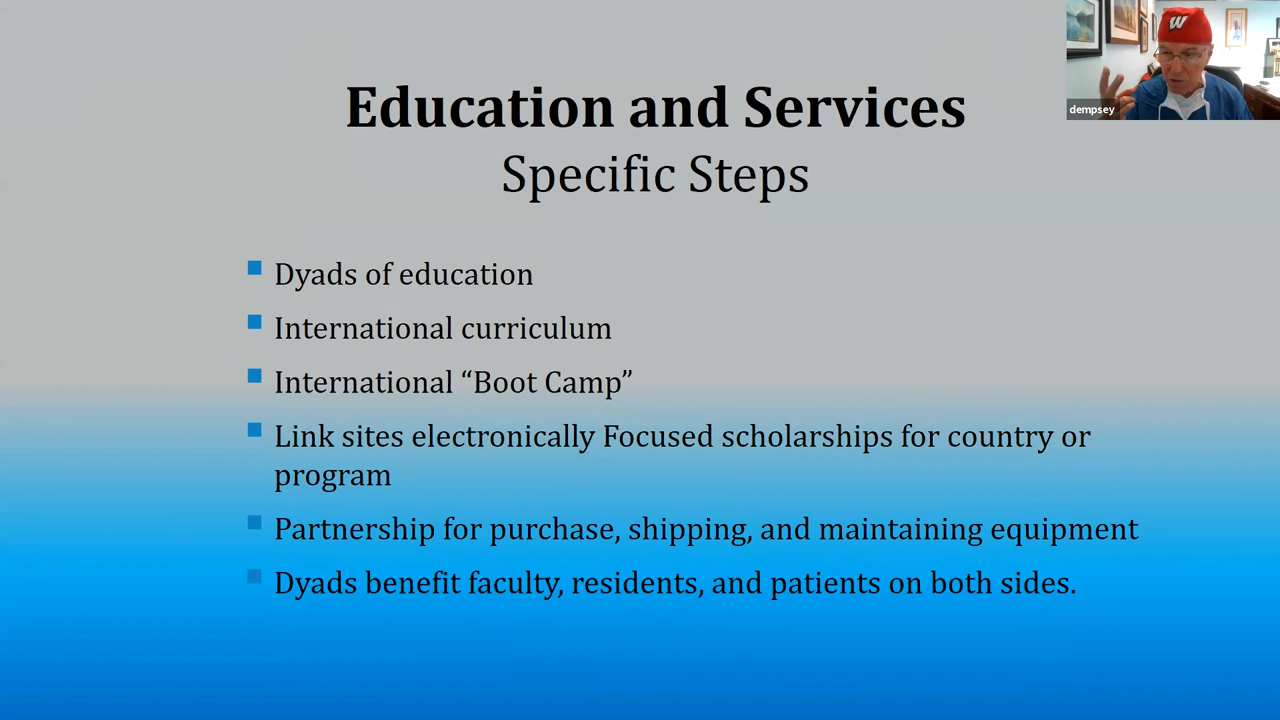 W
dempsey
Education and Services
Specific Steps
Dyads of education
International curriculum
International “Boot Camp”
Link sites electronically Focused scholarships for country or
program
Partnership for purchase, shipping, and maintaining equipment
Dyads benefit faculty, residents, and patients on both sides.